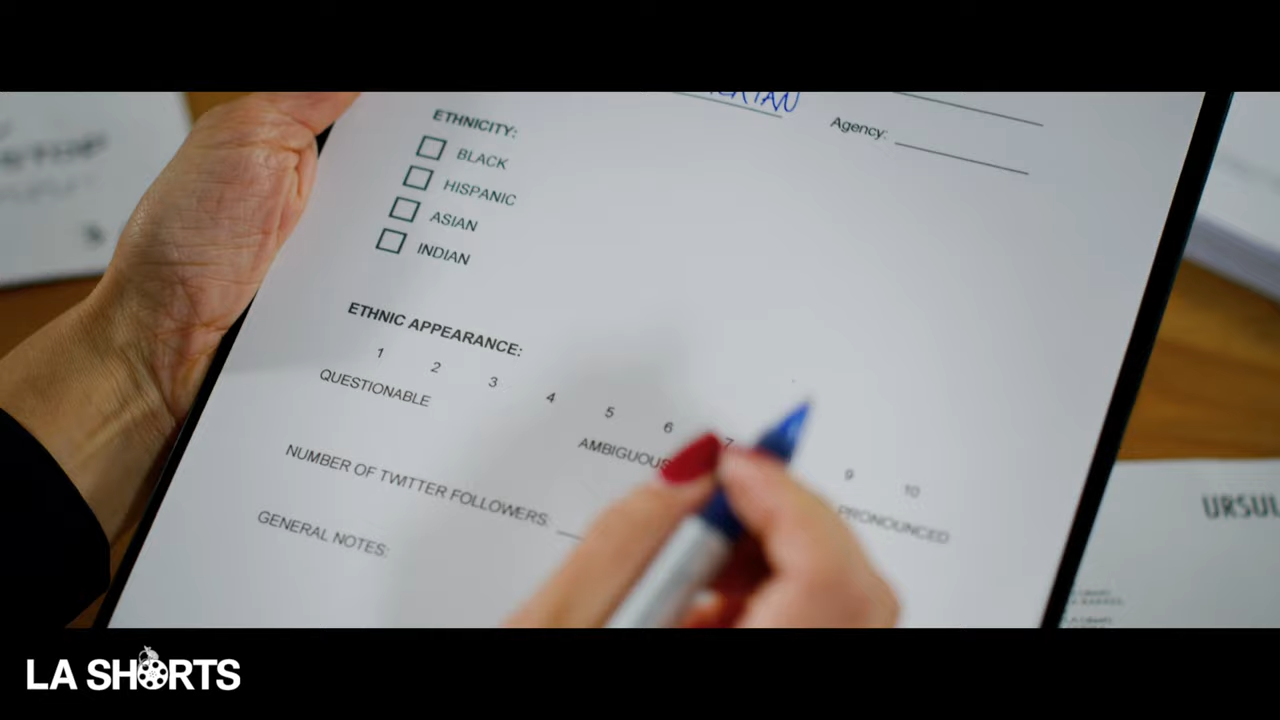 Agency:
ETHNICITY:
BLACK
HISPANIC
ASIAN
INDIAN
ETHNIC APPEARANCE:
1 2 3 4 5 6 7 9 10
QUESTIONABLE AMBIGUOUS PRONOUNCED
NUMBER OF TWITTER FOLLOWERS:
GENERAL NOTES:
URSUL
LA SHORTS